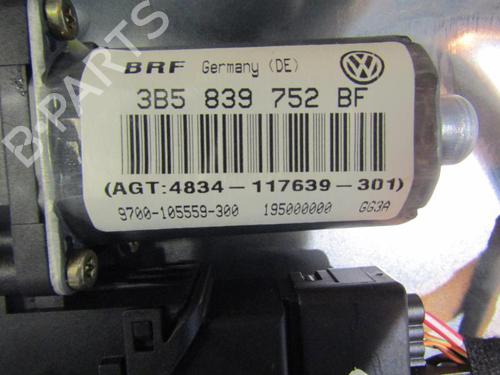 BRF Germany (DE)
3B5 839 752 BF
(AGT:4834-117639-301)
9700-105559-300 195000000 GG3A
B-PARTS